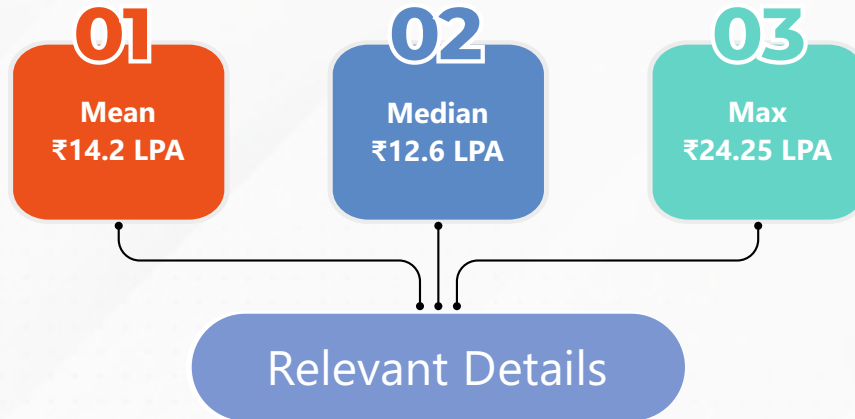 01
Mean
₹14.2 LPA
02
Median
₹12.6 LPA
03
Max
₹24.25 LPA
Relevant Details